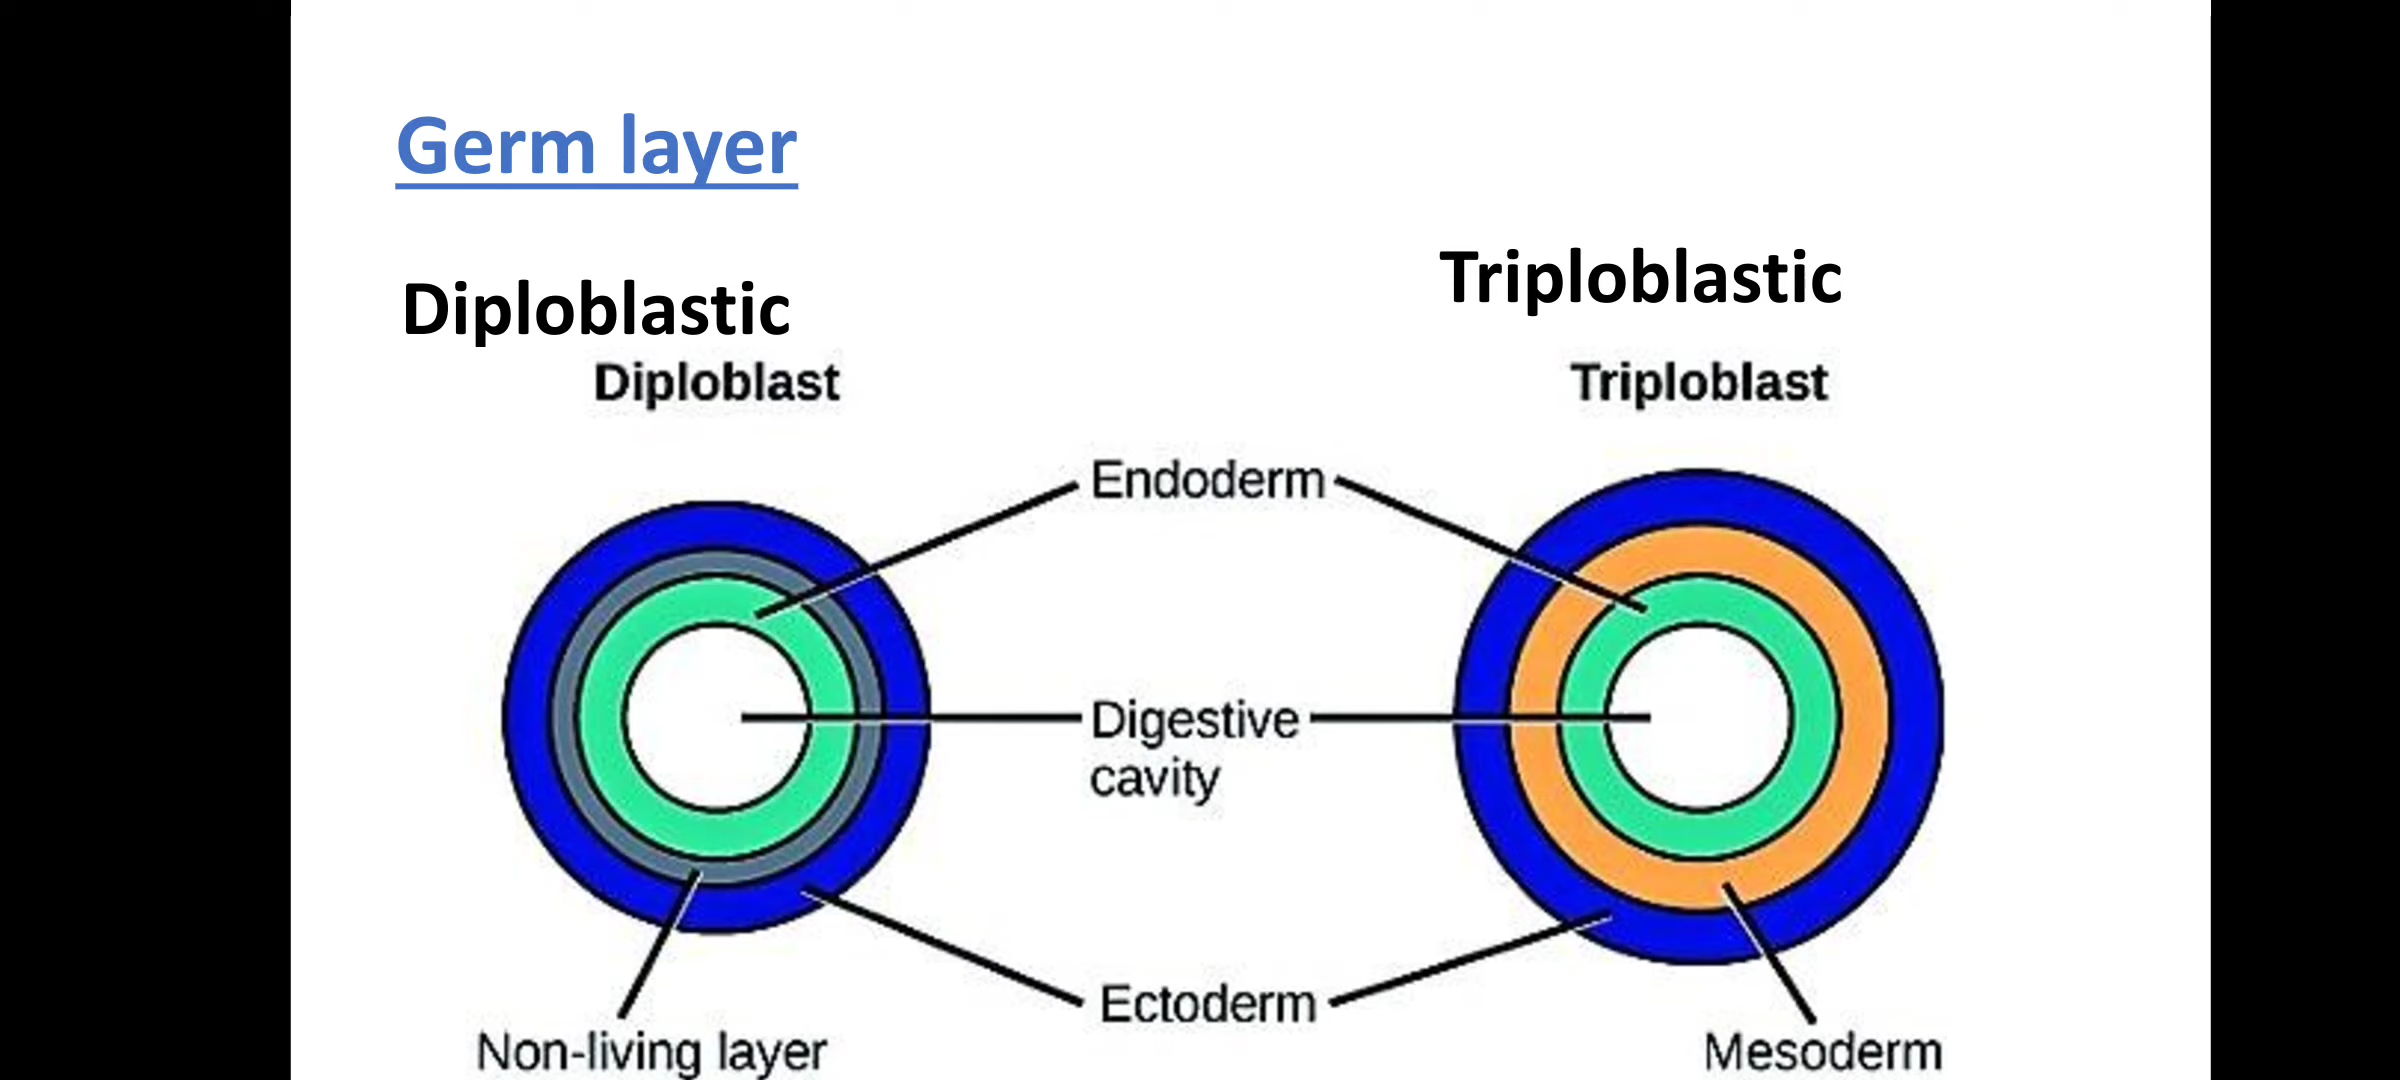 Germ layer
Diploblastic
Triploblastic
Diploblast
Triploblast
Endoderm
Digestive
cavity
Ectoderm
Non-living layer
Mesoderm